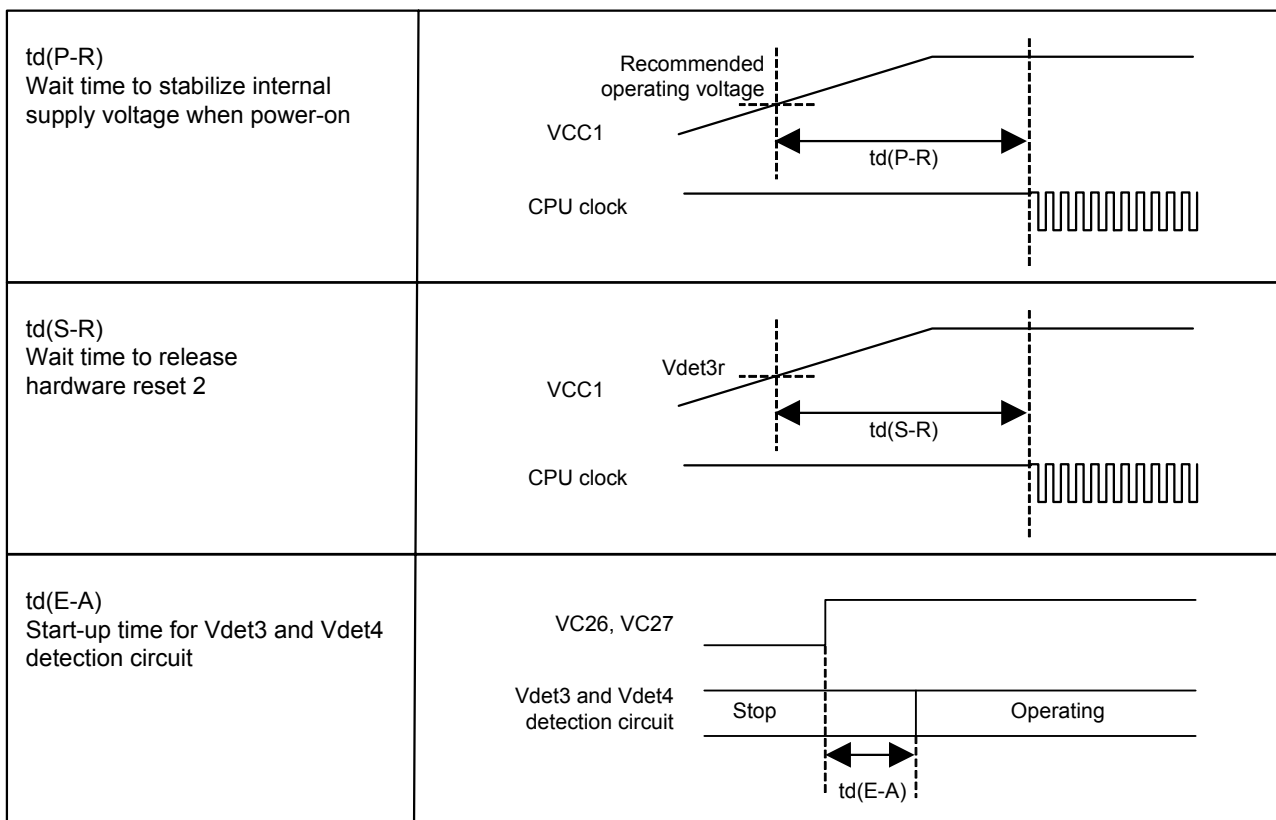 td(P-R)
Wait time to stabilize internal
supply voltage when power-on
Recommended
operating voltage
VCC1
td(P-R)
CPU clock
td(S-R)
Wait time to release
hardware reset 2
Vdet3r
VCC1
td(S-R)
CPU clock
td(E-A)
Start-up time for Vdet3 and Vdet4
detection circuit
VC26, VC27
Vdet3 and Vdet4
detection circuit
Stop
Operating
td(E-A)